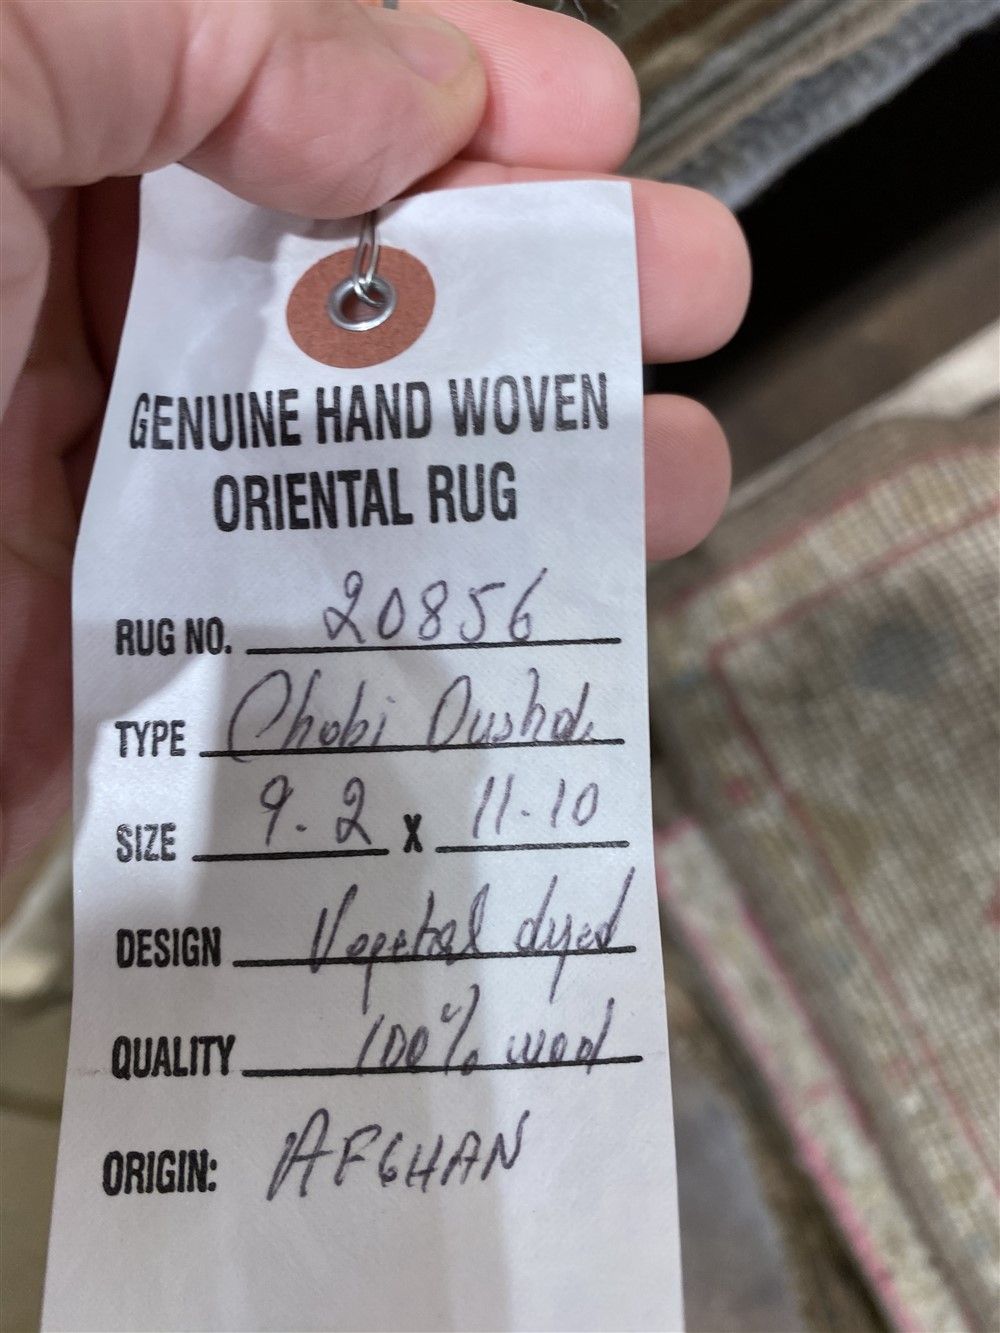 GENUINE HAND WOVEN
ORIENTAL RUG
RUG NO. 20856
TYPE Chobi Oushak
SIZE 9.2 X 11.10
DESIGN Vegetal dyed
QUALITY 100% wool
ORIGIN: AFGHAN